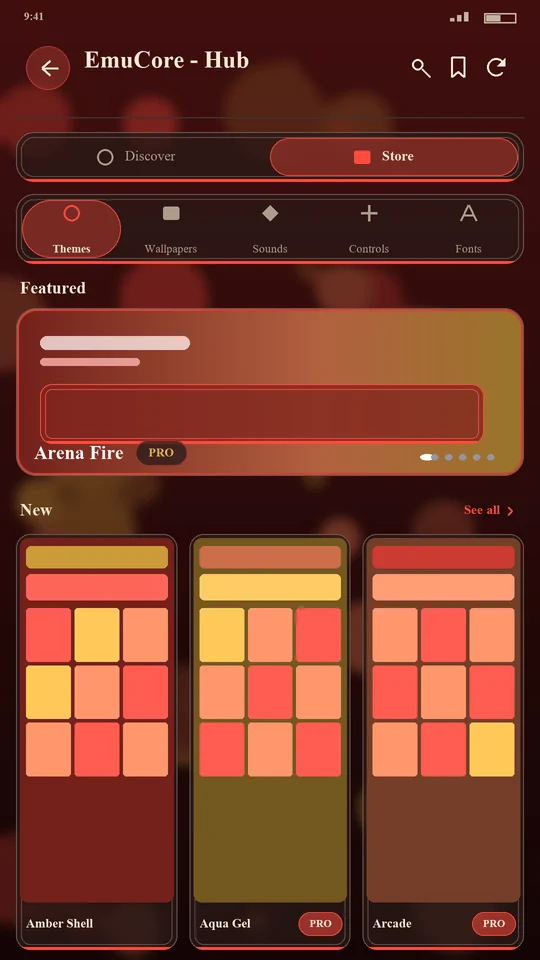 9:41
EmuCore - Hub
Discover
Store
Themes
Wallpapers
Sounds
Controls
Fonts
Featured
Arena Fire
PRO
New
See all
Amber Shell
Aqua Gel
PRO
Arcade
PRO